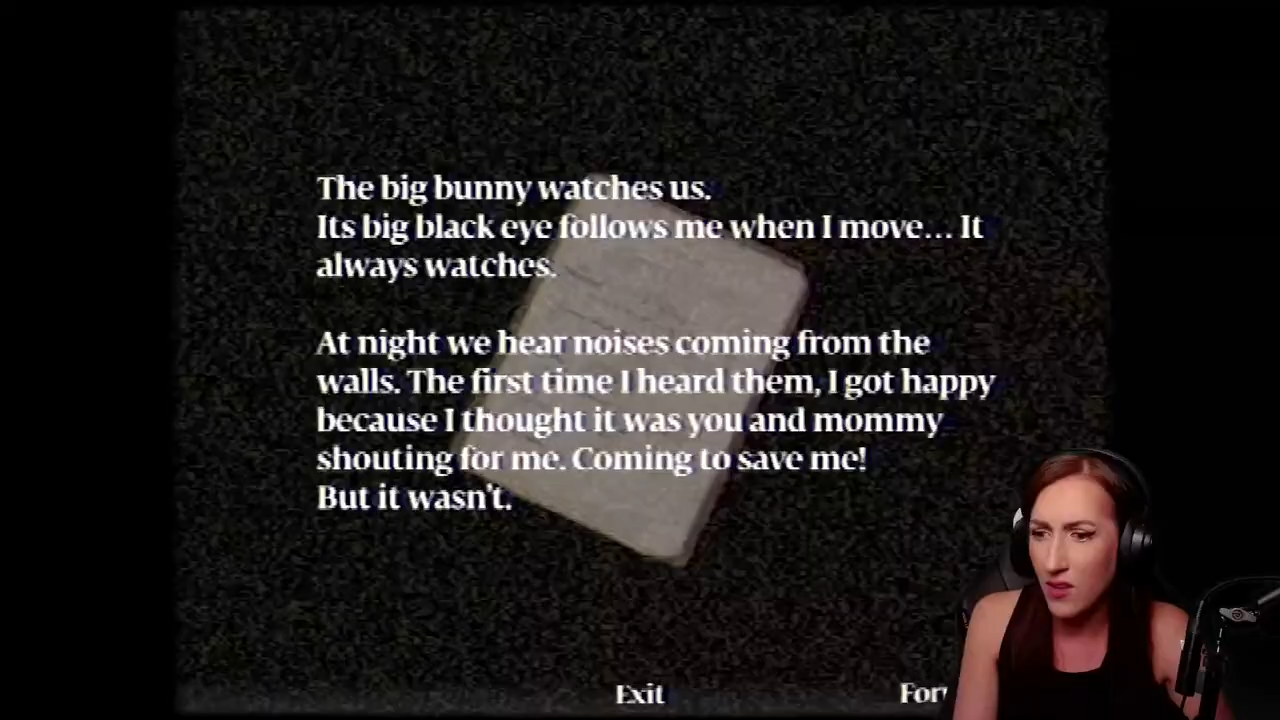 The big bunny watches us.
Its big black eye follows me when I move... It
always watches.
At night we hear noises coming from the
walls. The first time I heard them, I got happy
because I thought it was you and mommy
shouting for me. Coming to save me!
But it wasn't.
Exit